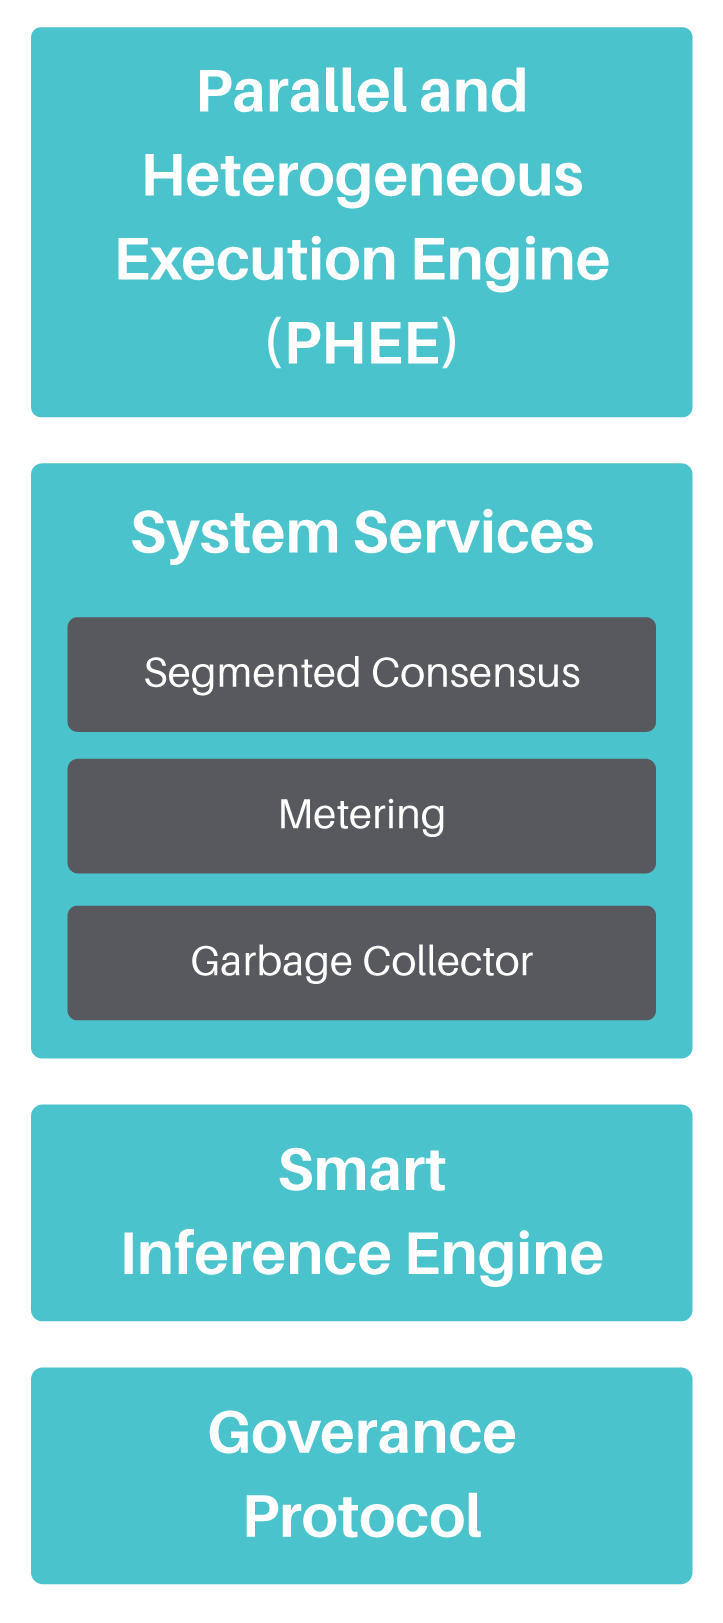 Parallel and
Heterogeneous
Execution Engine
(PHEE)
System Services
Segmented Consensus
Metering
Garbage Collector
Smart
Inference Engine
Goverance
Protocol